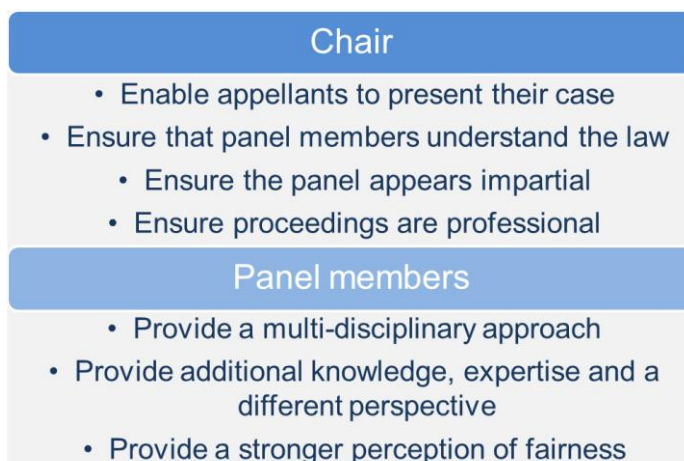 Chair
• Enable appellants to present their case
• Ensure that panel members understand the law
• Ensure the panel appears impartial
• Ensure proceedings are professional
Panel members
• Provide a multi-disciplinary approach
• Provide additional knowledge, expertise and a
different perspective
• Provide a stronger perception of fairness